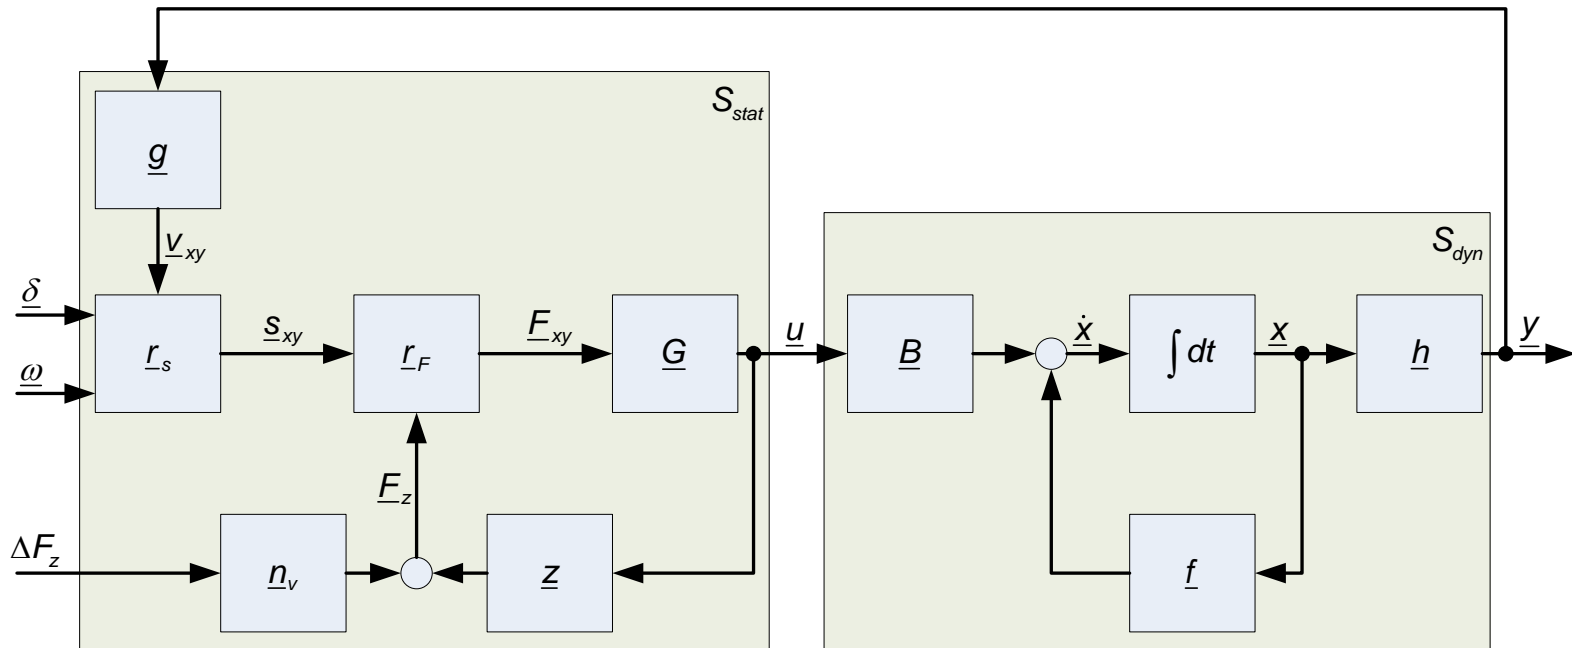 S_stat
g
v_xy
S_dyn
δ
s_xy
F_xy
u
ẋ
x
y
r_s
r_F
G
B
∫ dt
h
ω
F_z
ΔF_z
n_v
z
f